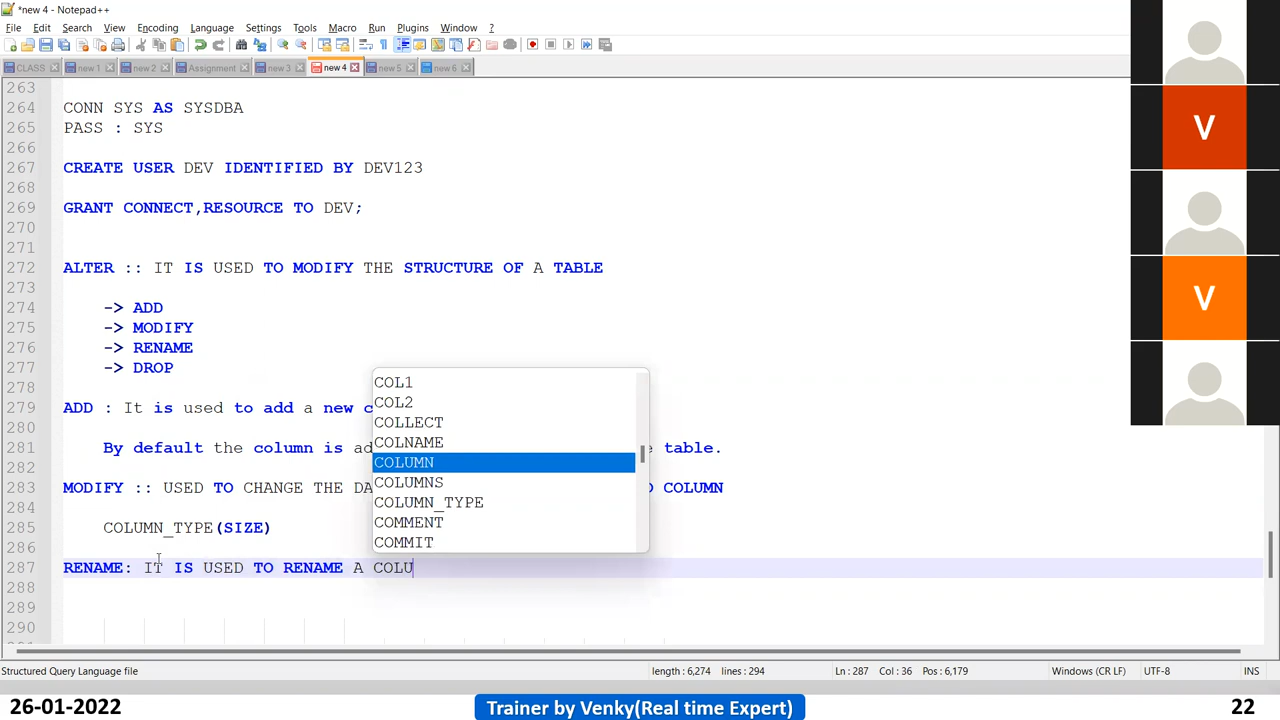 *new 4 - Notepad++
File Edit Search View Encoding Language Settings Tools Macro Run Plugins Window ?
CLASS new 1 new 2 Assignment new 3 new 4 new 5 new 6
263
264 CONN SYS AS SYSDBA
265 PASS : SYS
266
267 CREATE USER DEV IDENTIFIED BY DEV123
268
269 GRANT CONNECT,RESOURCE TO DEV;
270
271
272 ALTER :: IT IS USED TO MODIFY THE STRUCTURE OF A TABLE
273
274 -> ADD
275 -> MODIFY
276 -> RENAME
277 -> DROP
278
279 ADD : It is used to add a new
280
281 By default the column is table.
282
283 MODIFY :: USED TO CHANGE THE COLUMN
284
285 COLUMN_TYPE(SIZE)
286
287 RENAME: IT IS USED TO RENAME A COLU
288
289
290
COL1
COL2
COLLECT
COLNAME
COLUMN
COLUMNS
COLUMN_TYPE
COMMENT
COMMIT
V
V
Structured Query Language file length : 6,274 lines : 294 Ln : 287 Col : 36 Pos : 6,179 Windows (CR LF) UTF-8 INS
26-01-2022 Trainer by Venky(Real time Expert) 22